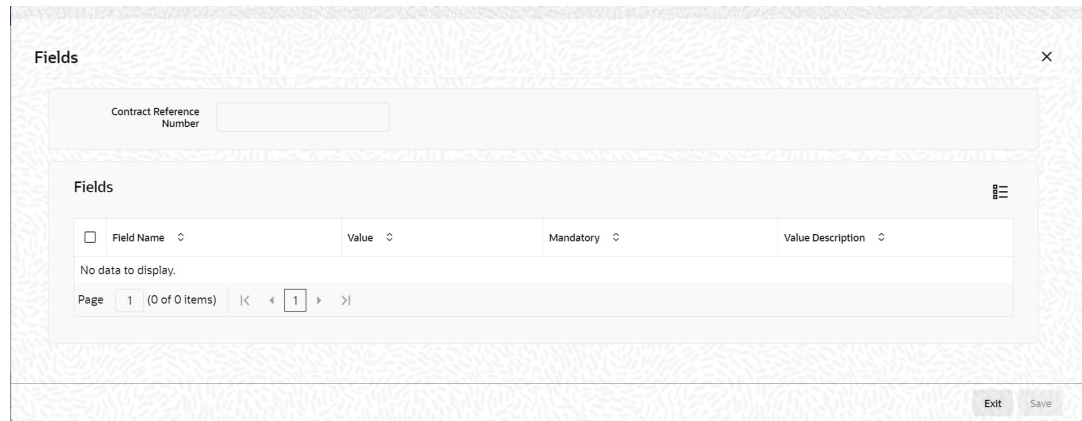 Fields
Contract Reference
Number
Fields
Field Name Value Mandatory Value Description
No data to display.
Page 1 (0 of 0 items) 1
Exit Save